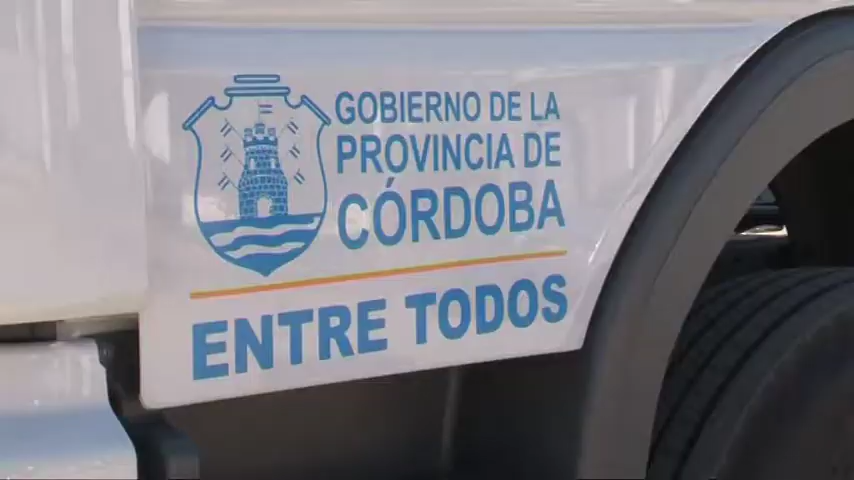 GOBIERNO DE LA
PROVINCIA DE
CÓRDOBA
ENTRE TODOS